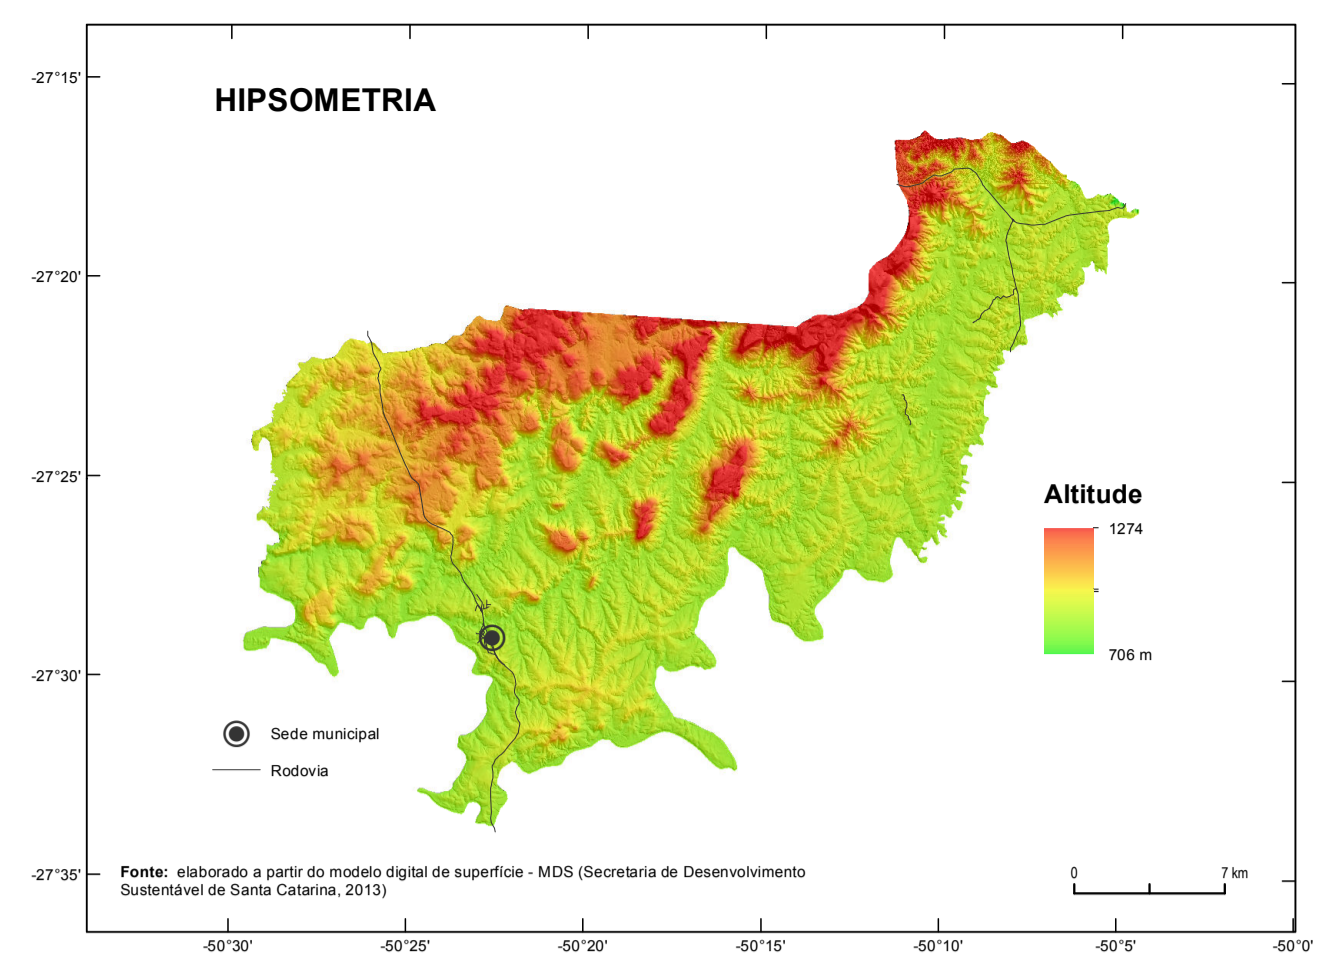 HIPSOMETRIA
-27°15'
-27°20'
-27°25'
-27°30'
-27°35'
Altitude
1274
706 m
Sede municipal
Rodovia
Fonte: elaborado a partir do modelo digital de superfície - MDS (Secretaria de Desenvolvimento
Sustentável de Santa Catarina, 2013)
0 7 km
-50°30' -50°25' -50°20' -50°15' -50°10' -50°5' -50°0'